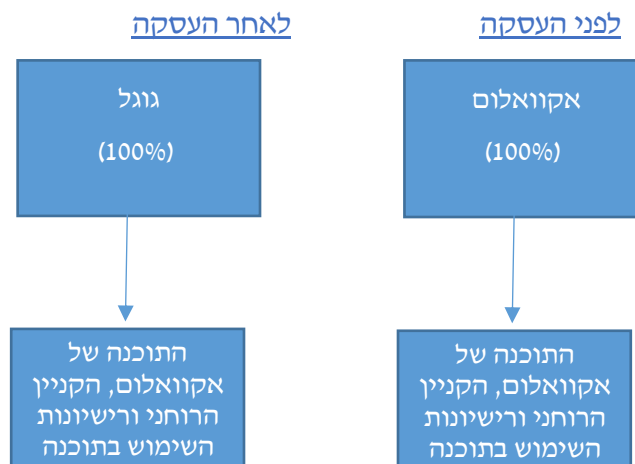 לפני העסקה
אקוואלום
(100%)
התוכנה של
אקוואלום, הקניין
הרוחני ורישיונות
השימוש בתוכנה
לאחר העסקה
גוגל
(100%)
התוכנה של
אקוואלום, הקניין
הרוחני ורישיונות
השימוש בתוכנה